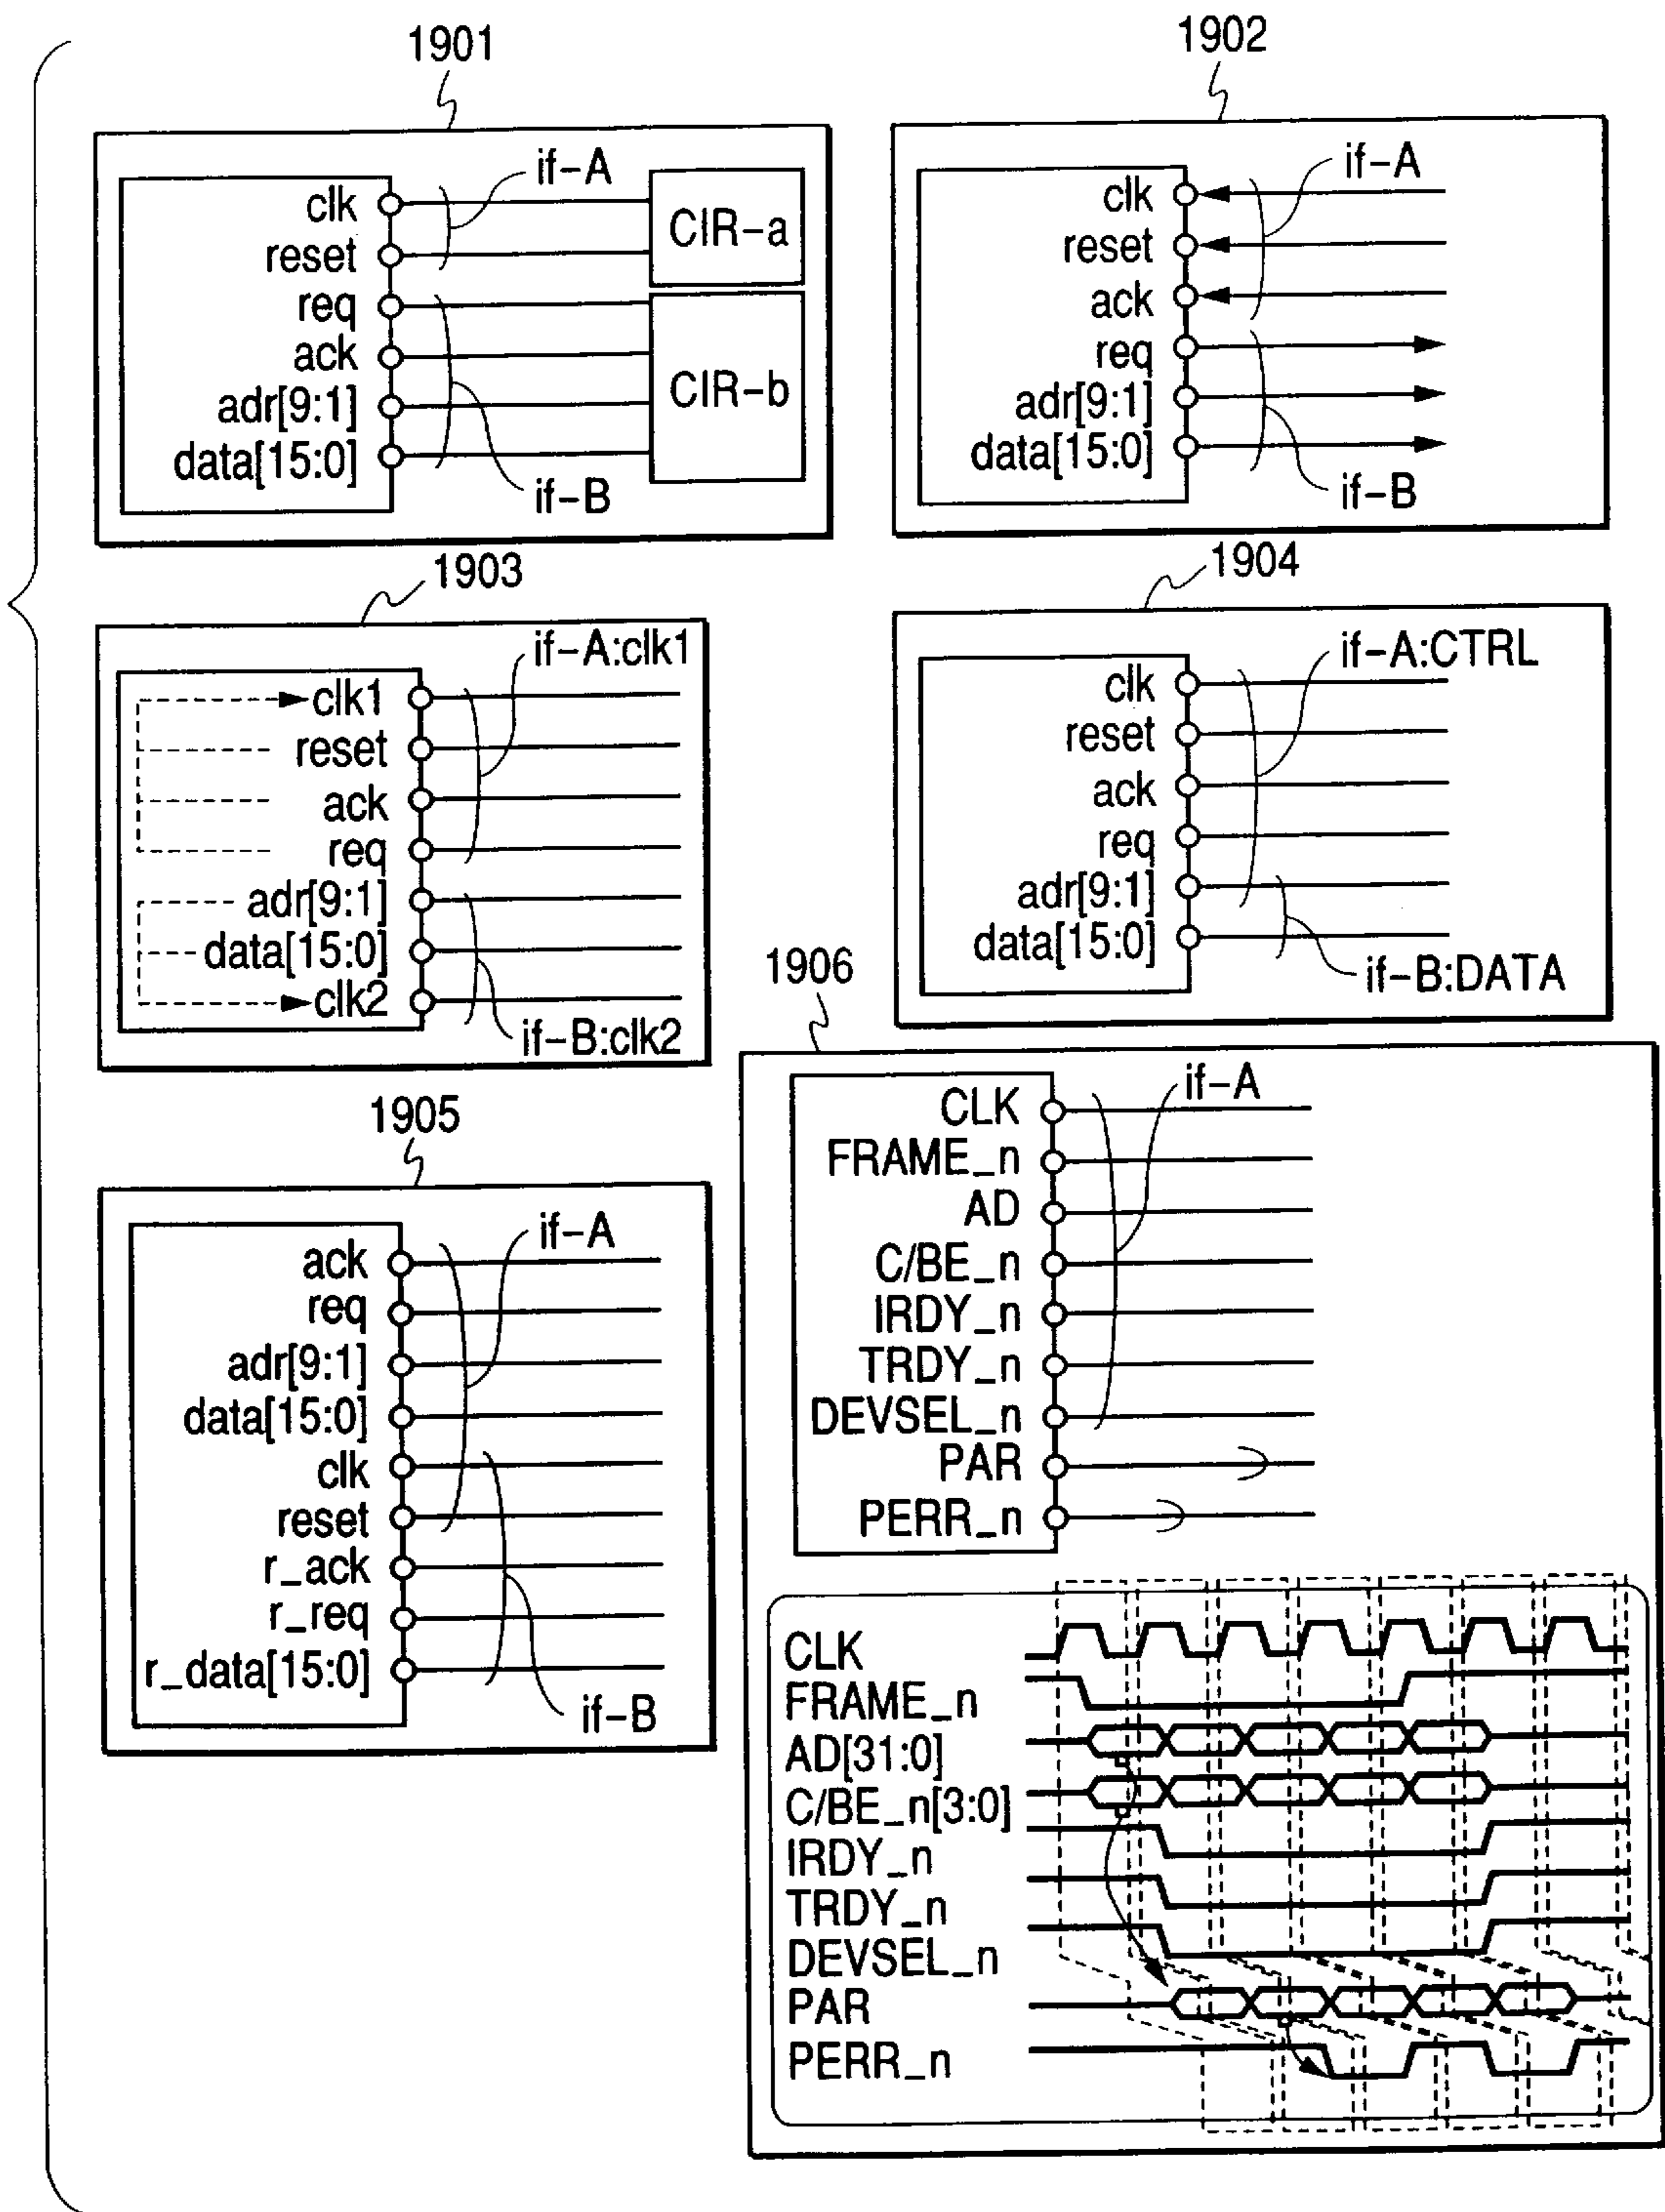 1901
if-A
clk
reset
req
ack
adr[9:1]
data[15:0]
CIR-a
CIR-b
if-B
1902
if-A
clk
reset
ack
req
adr[9:1]
data[15:0]
if-B
1903
if-A:clk1
clk1
reset
ack
req
adr[9:1]
data[15:0]
clk2
if-B:clk2
1904
if-A:CTRL
clk
reset
ack
req
adr[9:1]
data[15:0]
if-B:DATA
1905
if-A
ack
req
adr[9:1]
data[15:0]
clk
reset
r_ack
r_req
r_data[15:0]
if-B
1906
if-A
CLK
FRAME_n
AD
C/BE_n
IRDY_n
TRDY_n
DEVSEL_n
PAR
PERR_n
CLK
FRAME_n
AD[31:0]
C/BE_n[3:0]
IRDY_n
TRDY_n
DEVSEL_n
PAR
PERR_n